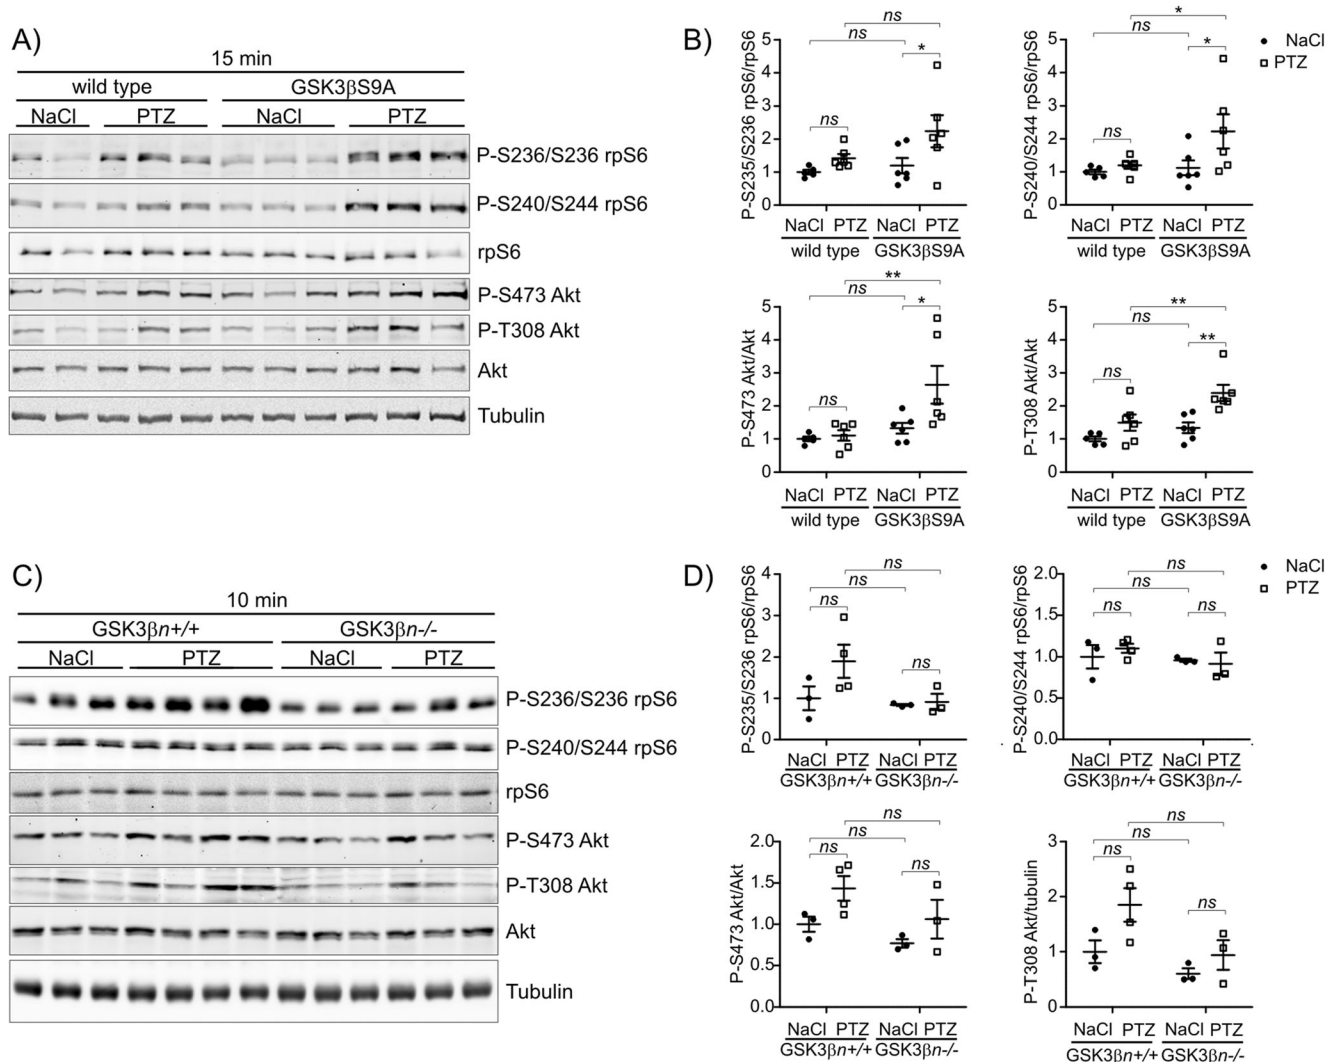 A)
15 min
wild type GSK3βS9A
NaCl PTZ NaCl PTZ
P-S236/S236 rpS6
P-S240/S244 rpS6
rpS6
P-S473 Akt
P-T308 Akt
Akt
Tubulin
B)
ns
ns
*
ns
P-S235/S236 rpS6/rpS6
5
4
3
2
1
0
NaCl PTZ NaCl PTZ
wild type GSK3βS9A
*
ns
*
ns
P-S240/S244 rpS6/rpS6
5
4
3
2
1
0
NaCl PTZ NaCl PTZ
wild type GSK3βS9A
NaCl
PTZ
**
ns
*
ns
P-S473 Akt/Akt
5
4
3
2
1
0
NaCl PTZ NaCl PTZ
wild type GSK3βS9A
**
ns
**
ns
P-T308 Akt/Akt
5
4
3
2
1
0
NaCl PTZ NaCl PTZ
wild type GSK3βS9A
C)
10 min
GSK3βn+/+ GSK3βn-/-
NaCl PTZ NaCl PTZ
P-S236/S236 rpS6
P-S240/S244 rpS6
rpS6
P-S473 Akt
P-T308 Akt
Akt
Tubulin
D)
ns
ns
ns
ns
P-S235/S236 rpS6/rpS6
4
3
2
1
0
NaCl PTZ NaCl PTZ
GSK3βn+/+ GSK3βn-/-
ns
ns
ns
ns
P-S240/S244 rpS6/rpS6
2.0
1.5
1.0
0.5
0.0
NaCl PTZ NaCl PTZ
GSK3βn+/+ GSK3βn-/-
NaCl
PTZ
ns
ns
ns
ns
P-S473 Akt/Akt
2.0
1.5
1.0
0.5
0.0
NaCl PTZ NaCl PTZ
GSK3βn+/+ GSK3βn-/-
ns
ns
ns
ns
P-T308 Akt/tubulin
3
2
1
0
NaCl PTZ NaCl PTZ
GSK3βn+/+ GSK3βn-/-